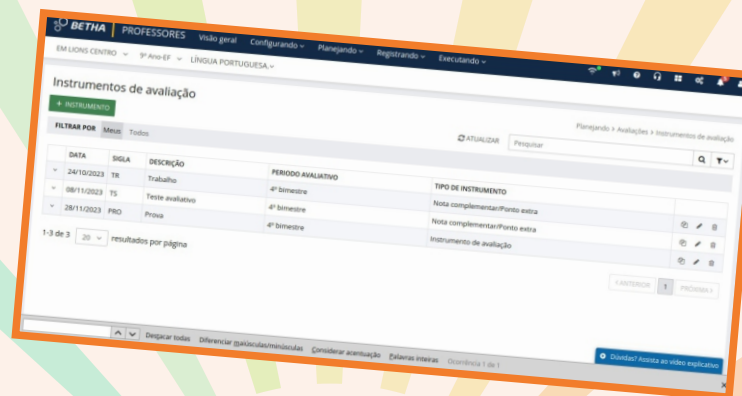 BETHA PROFESSORES Visão geral Configurando Planejando Registrando Executando
EM LIONS CENTRO 9º Ano-EF LÍNGUA PORTUGUESA
Planejando > Avaliações > Instrumentos de avaliação
Instrumentos de avaliação
+ INSTRUMENTO
FILTRAR POR Meus Todos ATUALIZAR Pesquisar
DATA SIGLA DESCRIÇÃO PERIODO AVALIATIVO TIPO DE INSTRUMENTO
24/10/2023 TR Trabalho 4º bimestre Nota complementar/Ponto extra
08/11/2023 TS Teste avaliativo 4º bimestre Nota complementar/Ponto extra
28/11/2023 PRO Prova 4º bimestre Instrumento de avaliação
1-3 de 3 20 resultados por página
‹ ANTERIOR 1 PRÓXIMA ›
Dúvidas? Assista ao vídeo explicativo
Destacar todas Diferenciar maiúsculas/minúsculas Considerar acentuação Palavras inteiras Ocorrência 1 de 1